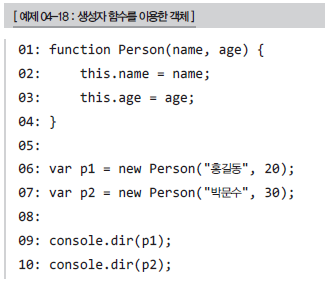 [ 예제 04-18 : 생성자 함수를 이용한 객체 ]
01: function Person(name, age) {
02:     this.name = name;
03:     this.age = age;
04: }
05:
06: var p1 = new Person("홍길동", 20);
07: var p2 = new Person("박문수", 30);
08:
09: console.dir(p1);
10: console.dir(p2);